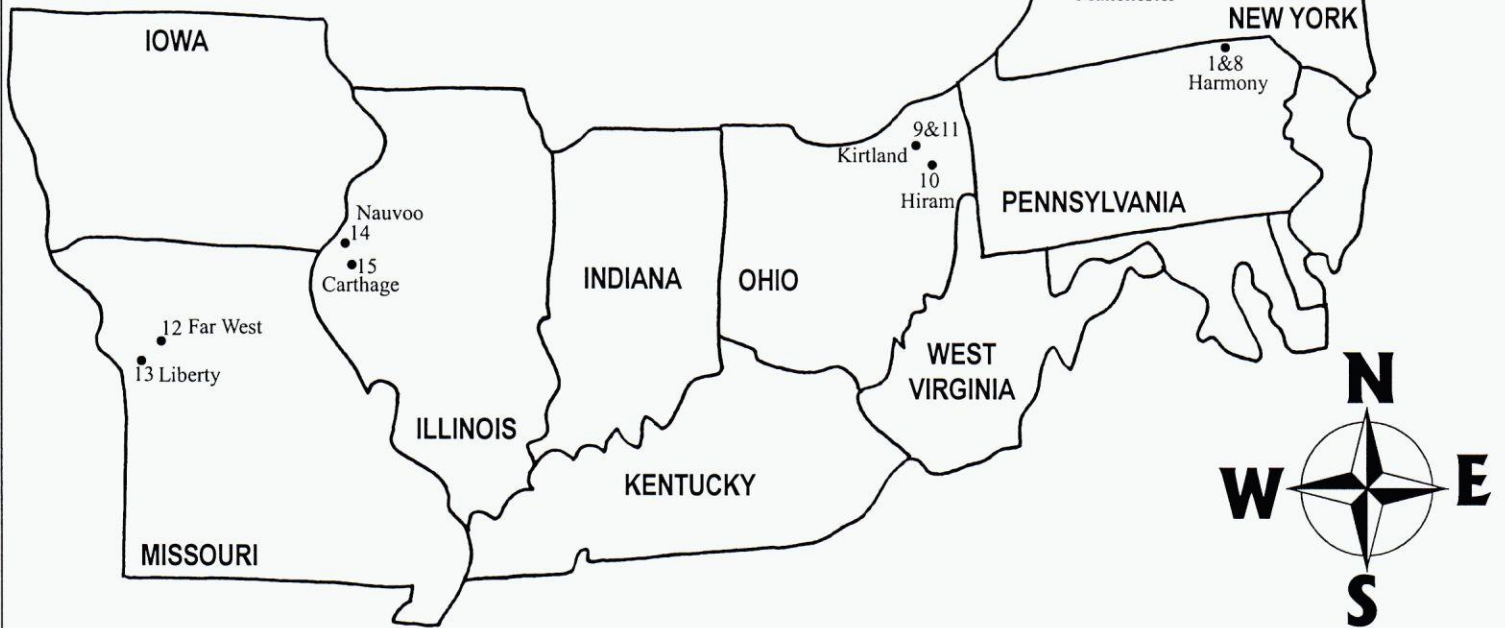 NEW YORK
IOWA
1&8
Harmony
9&11
Kirtland
10
Hiram
PENNSYLVANIA
Nauvoo
14
15
Carthage
INDIANA
OHIO
12 Far West
13 Liberty
WEST
VIRGINIA
ILLINOIS
KENTUCKY
MISSOURI
N
W
E
S